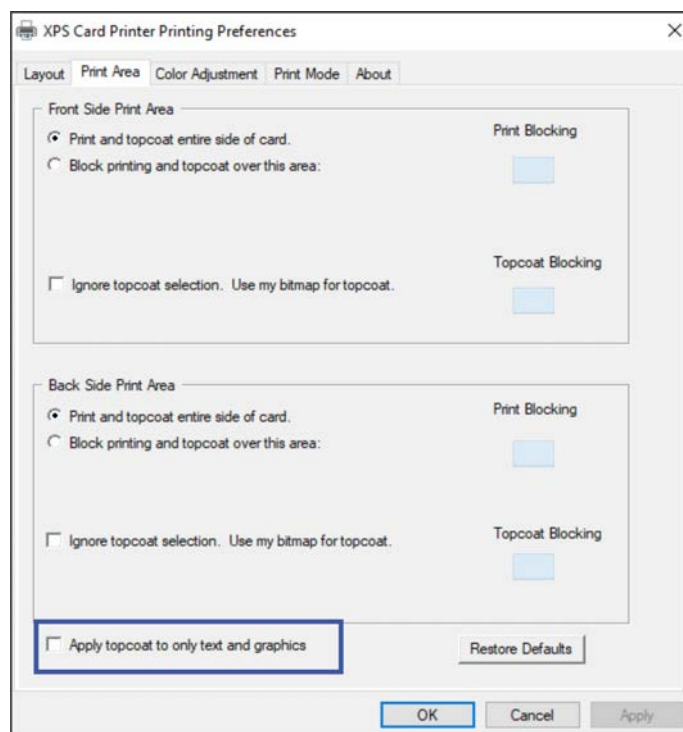 XPS Card Printer Printing Preferences
Layout Print Area Color Adjustment Print Mode About
Front Side Print Area
Print and topcoat entire side of card.
Print Blocking
Block printing and topcoat over this area:
Topcoat Blocking
Ignore topcoat selection. Use my bitmap for topcoat.
Back Side Print Area
Print and topcoat entire side of card.
Print Blocking
Block printing and topcoat over this area:
Ignore topcoat selection. Use my bitmap for topcoat.
Topcoat Blocking
Apply topcoat to only text and graphics
Restore Defaults
OK Cancel Apply